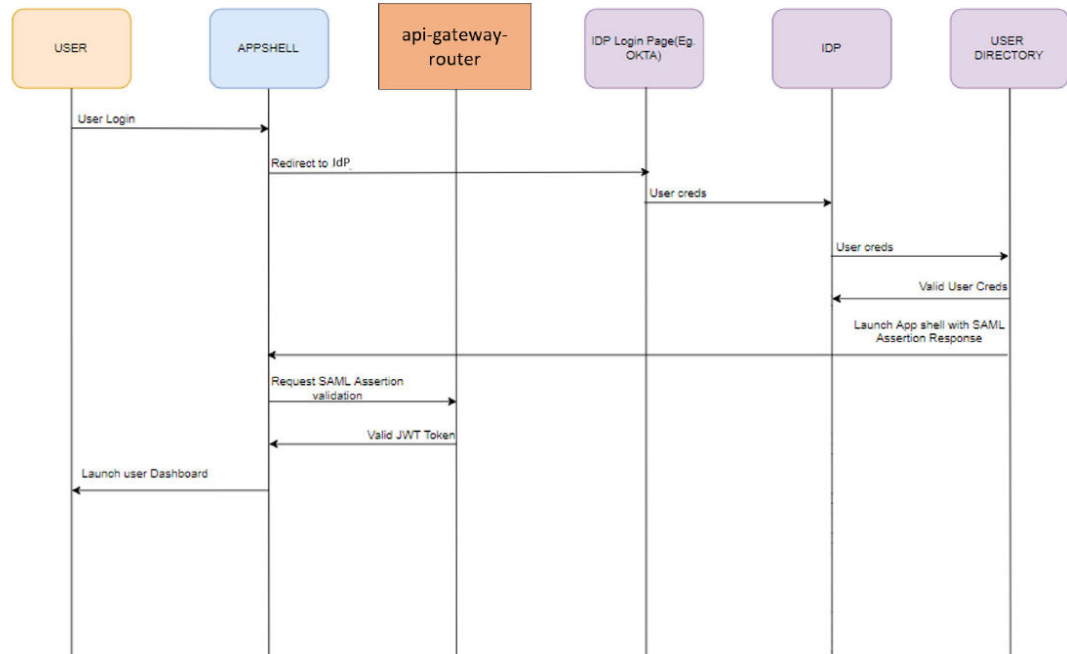 USER
APPSHELL
api-gateway-
router
IDP Login Page(Eg.
OKTA)
IDP
USER
DIRECTORY
User Login
Redirect to IdP
User creds
User creds
Valid User Creds
Launch App shell with SAML
Assertion Response
Request SAML Assertion
validation
Valid JWT Token
Launch user Dashboard